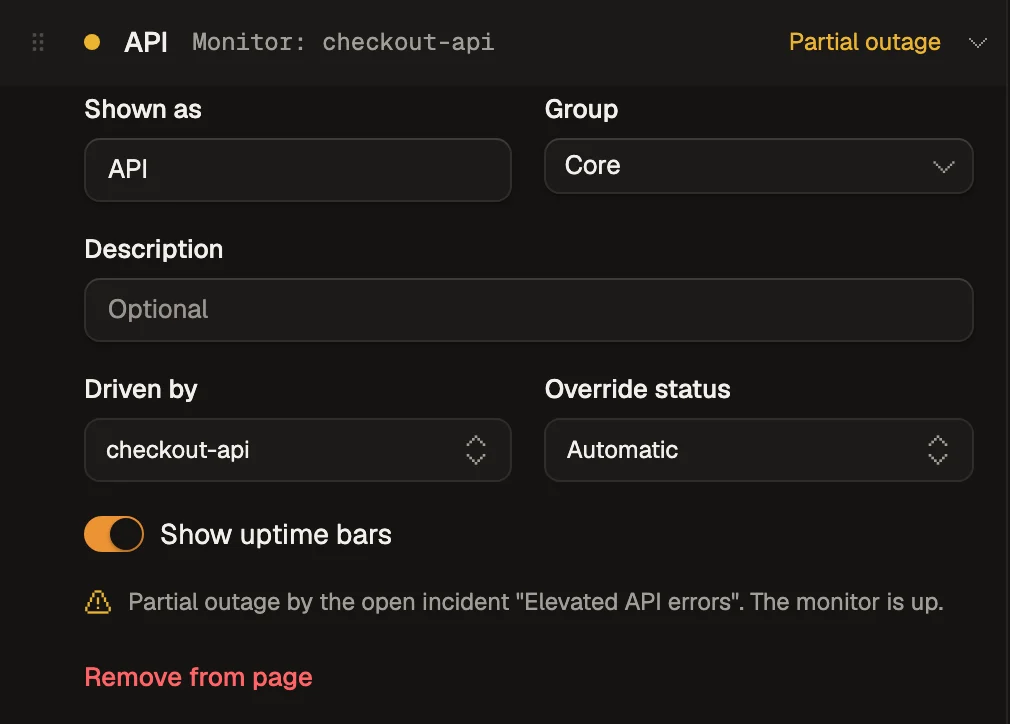 API Monitor: checkout-api Partial outage
Shown as
Group
API
Core
Description
Optional
Driven by
Override status
checkout-api
Automatic
Show uptime bars
Partial outage by the open incident "Elevated API errors". The monitor is up.
Remove from page